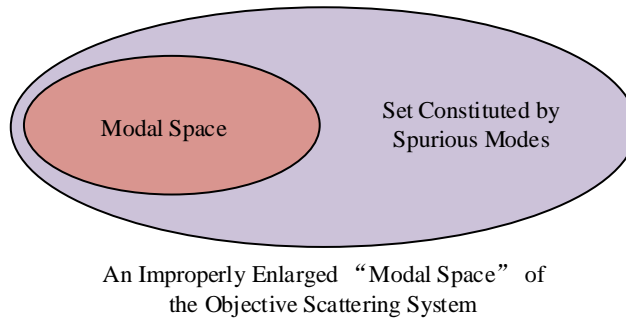 Modal Space
Set Constituted by
Spurious Modes
An Improperly Enlarged “Modal Space” of
the Objective Scattering System